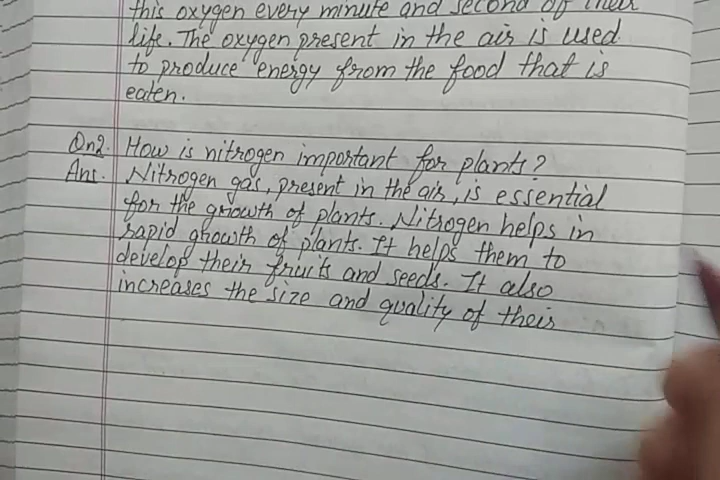 this oxygen every minute and second of their
life. The oxygen present in the air is used
to produce energy from the food that is
eaten.
Qn2. How is nitrogen important for plants?
Ans. Nitrogen gas, present in the air, is essential
for the growth of plants. Nitrogen helps in
rapid growth of plants. It helps them to
develop their fruits and seeds. It also
increases the size and quality of their